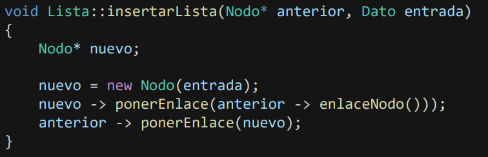 void Lista::insertarLista(Nodo* anterior, Dato entrada)
{
    Nodo* nuevo;

    nuevo = new Nodo(entrada);
    nuevo -> ponerEnlace(anterior -> enlaceNodo()));
    anterior -> ponerEnlace(nuevo);
}